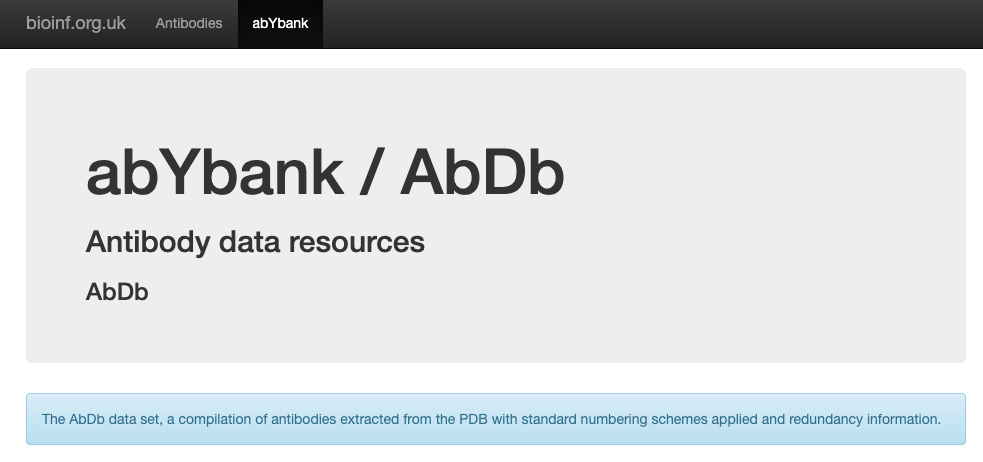 bioinf.org.uk Antibodies abYbank
abYbank / AbDb
Antibody data resources
AbDb
The AbDb data set, a compilation of antibodies extracted from the PDB with standard numbering schemes applied and redundancy information.